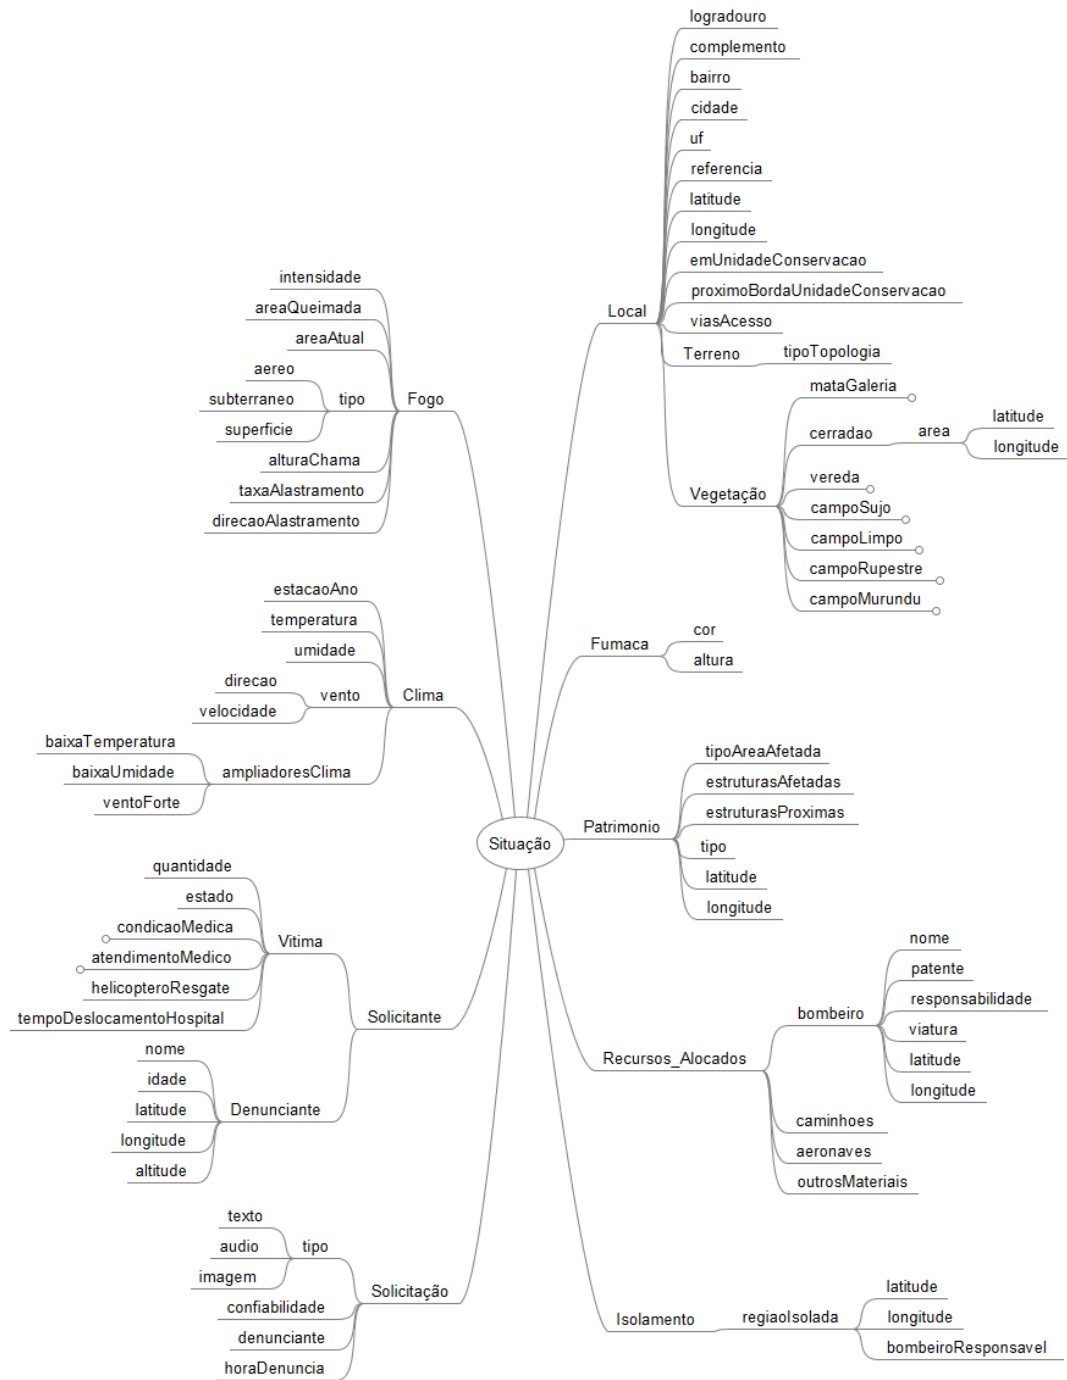 Situação
Fogo
intensidade
areaQueimada
areaAtual
tipo
aereo
subterraneo
superficie
alturaChama
taxaAlastramento
direcaoAlastramento
Clima
estacaoAno
temperatura
umidade
vento
direcao
velocidade
ampliadoresClima
baixaTemperatura
baixaUmidade
ventoForte
Solicitante
Vitima
quantidade
estado
condicaoMedica
atendimentoMedico
helicopteroResgate
tempoDeslocamentoHospital
Denunciante
nome
idade
latitude
longitude
altitude
Solicitação
tipo
texto
audio
imagem
confiabilidade
denunciante
horaDenuncia
Local
logradouro
complemento
bairro
cidade
uf
referencia
latitude
longitude
emUnidadeConservacao
proximoBordaUnidadeConservacao
viasAcesso
Terreno
tipoTopologia
Vegetação
mataGaleria
cerradao
area
latitude
longitude
vereda
campoSujo
campoLimpo
campoRupestre
campoMurundu
Fumaca
cor
altura
Patrimonio
tipoAreaAfetada
estruturasAfetadas
estruturasProximas
tipo
latitude
longitude
Recursos_Alocados
bombeiro
nome
patente
responsabilidade
viatura
latitude
longitude
caminhoes
aeronaves
outrosMateriais
Isolamento
regiaoIsolada
latitude
longitude
bombeiroResponsavel